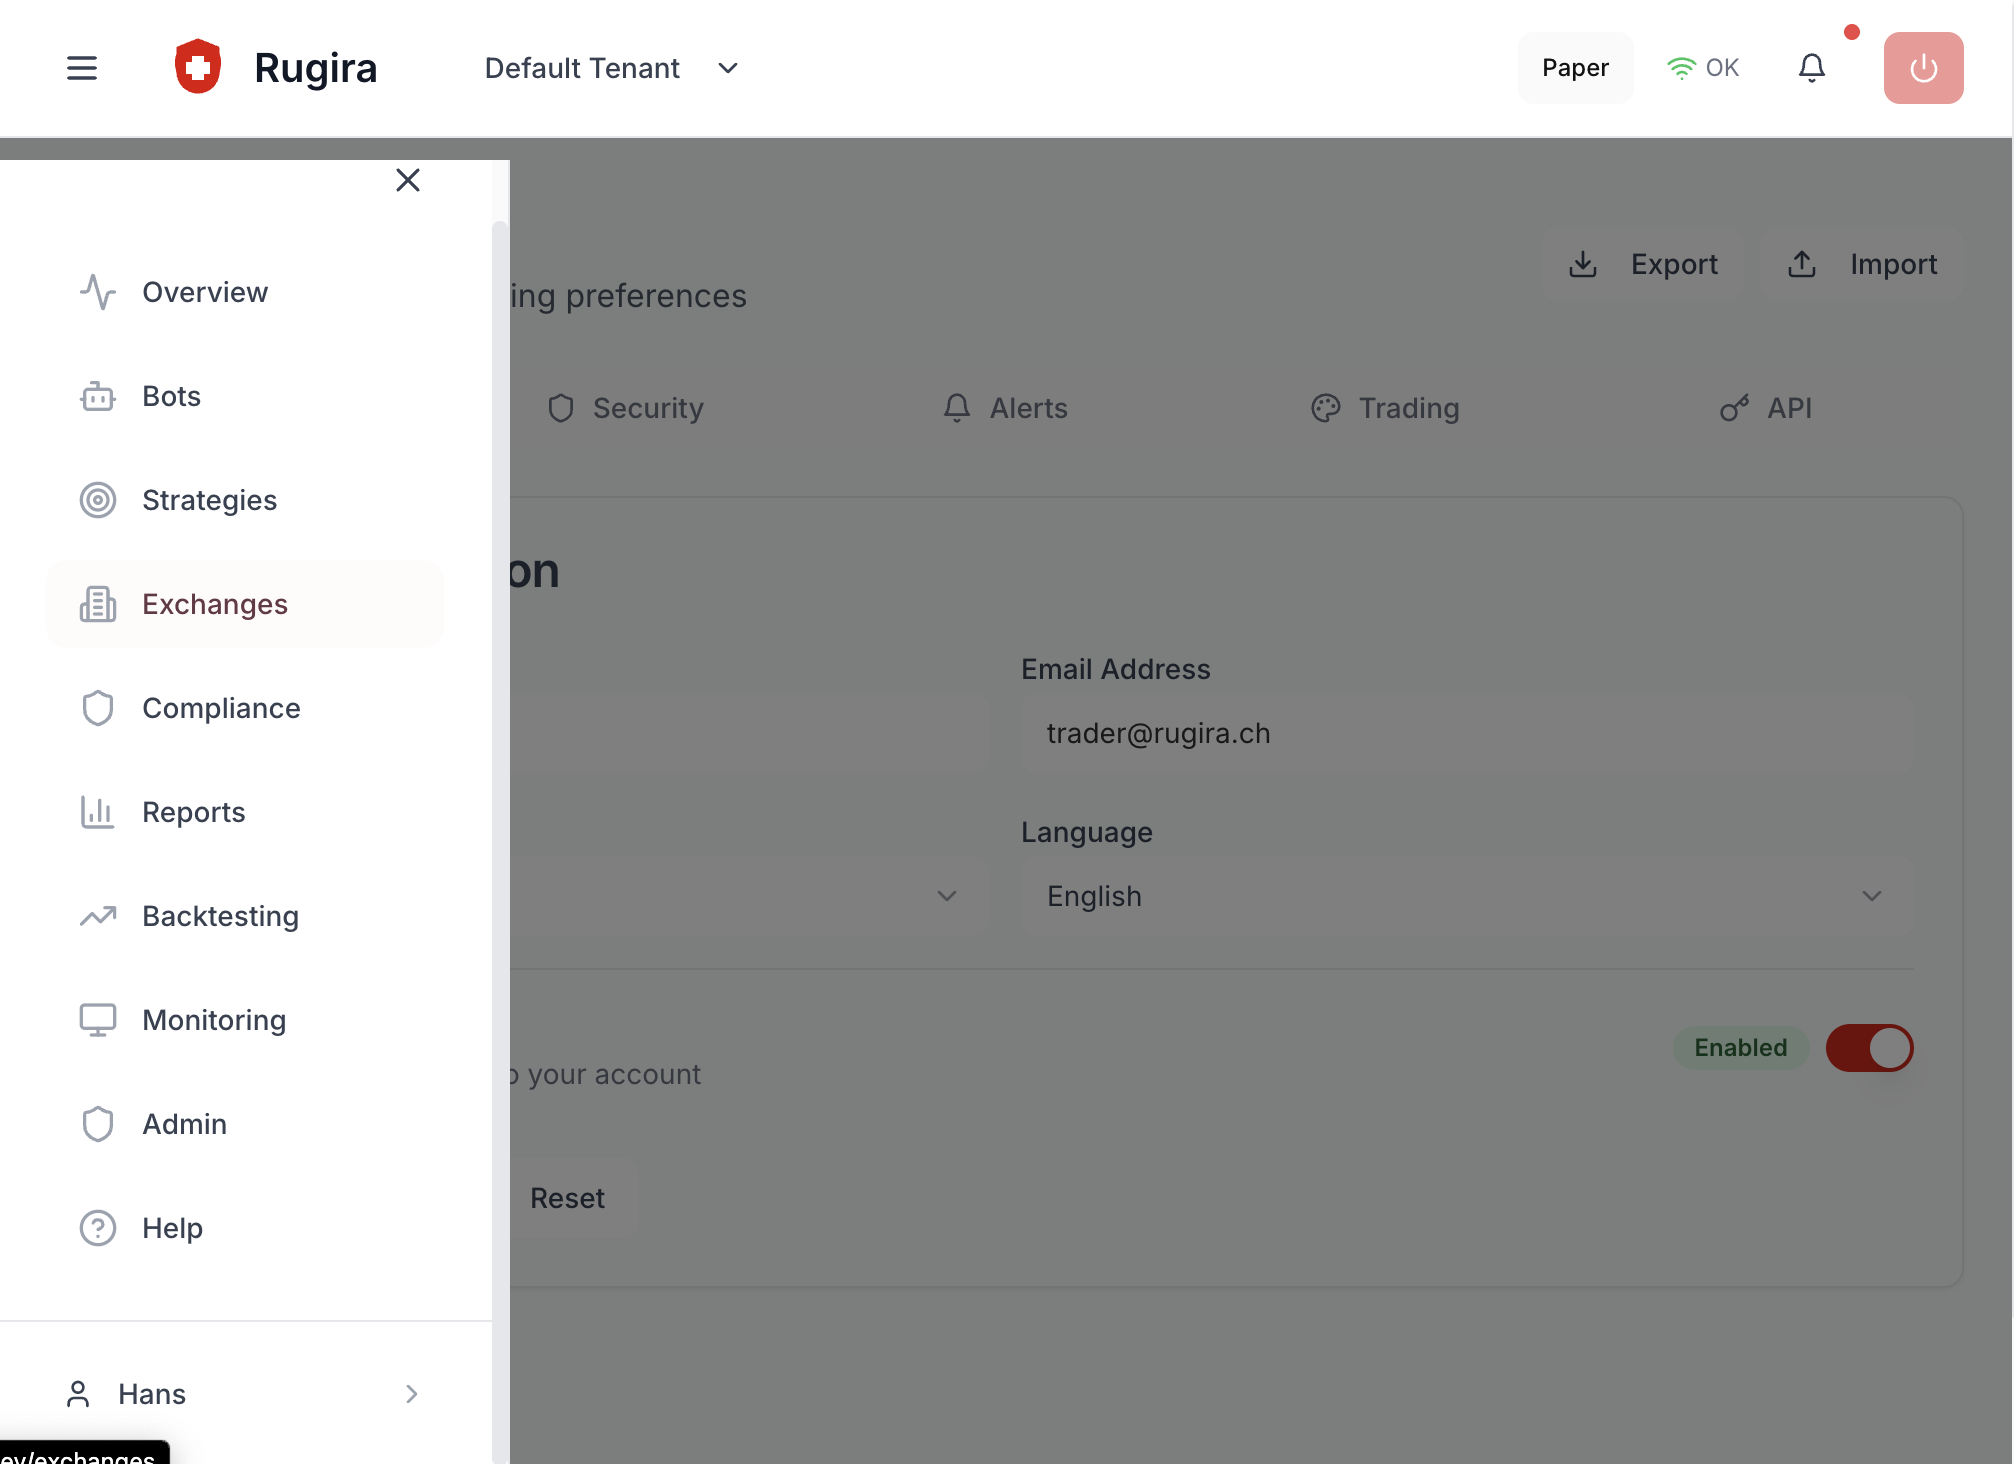 Rugira
Default Tenant
Paper
OK
Overview
Bots
Strategies
Exchanges
Compliance
Reports
Backtesting
Monitoring
Admin
Help
Hans
ing preferences
Export
Import
Security
Alerts
Trading
API
on
Email Address
trader@rugira.ch
Language
English
your account
Enabled
Reset
ev/exchanges